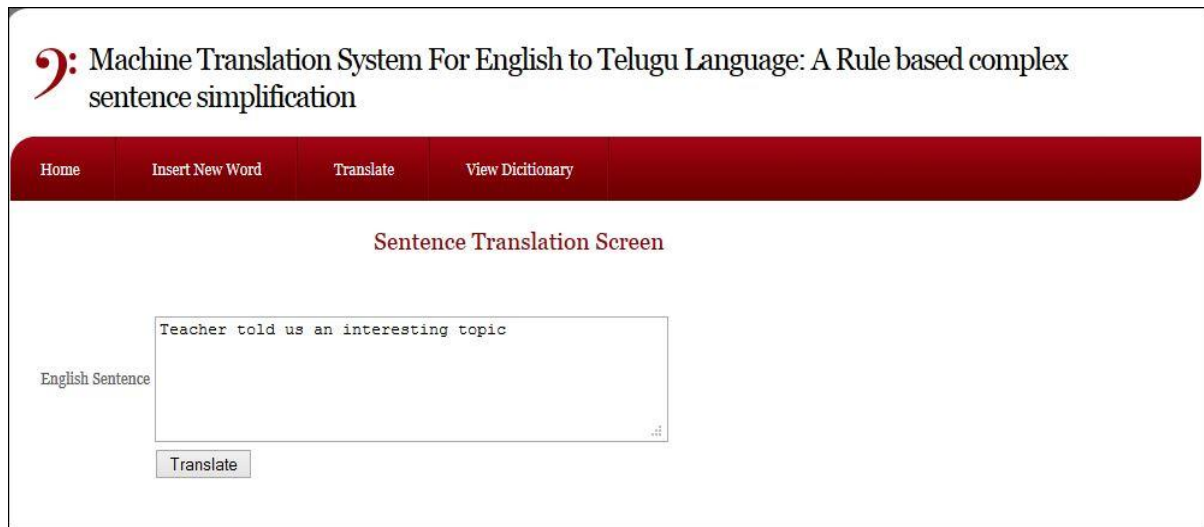 Machine Translation System For English to Telugu Language: A Rule based complex
sentence simplification
Home Insert New Word Translate View Dicitionary
Sentence Translation Screen
Teacher told us an interesting topic
English Sentence
Translate